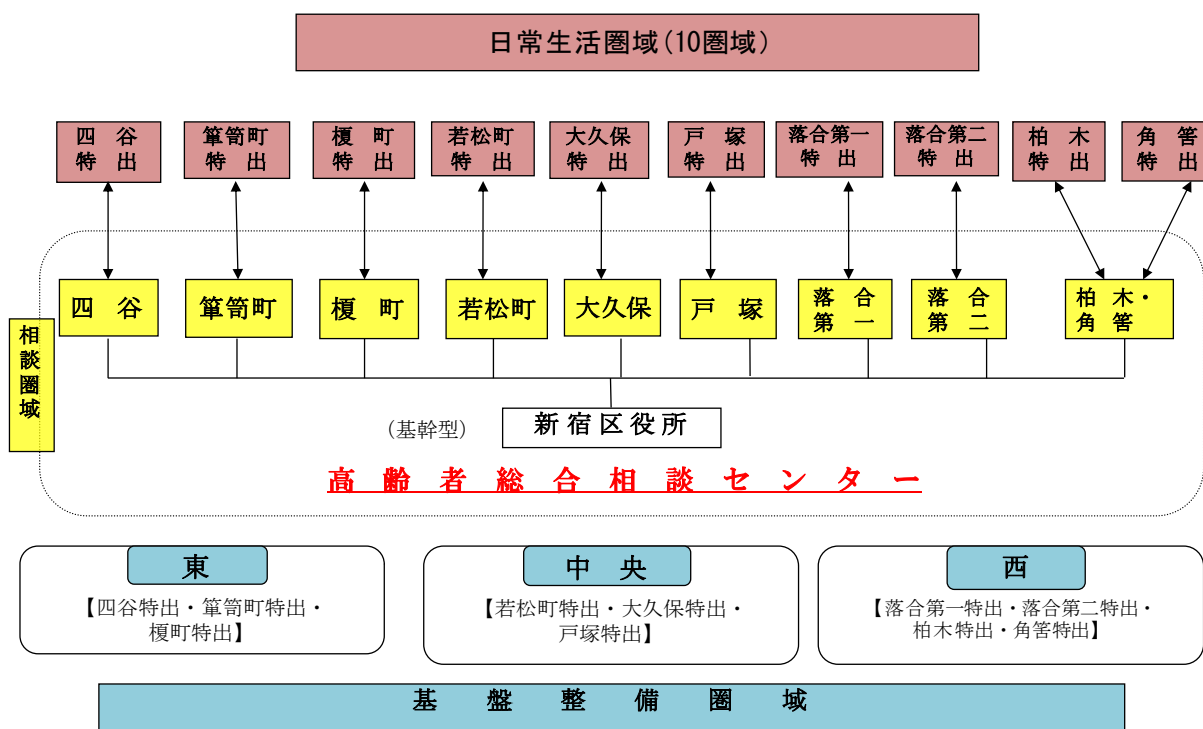 日常生活圏域(10圏域)
四谷
特出
箪笥町
特出
榎町
特出
若松町
特出
大久保
特出
戸塚
特出
落合第一
特出
落合第二
特出
柏木
特出
角筈
特出
四谷
箪笥町
榎町
若松町
大久保
戸塚
落合
第一
落合
第二
柏木・
角筈
相談圏域
(基幹型)
新宿区役所
高齢者総合相談センター
東
【四谷特出・箪笥町特出・
榎町特出】
中央
【若松町特出・大久保特出・
戸塚特出】
西
【落合第一特出・落合第二特出・
柏木特出・角筈特出】
基盤整備圏域